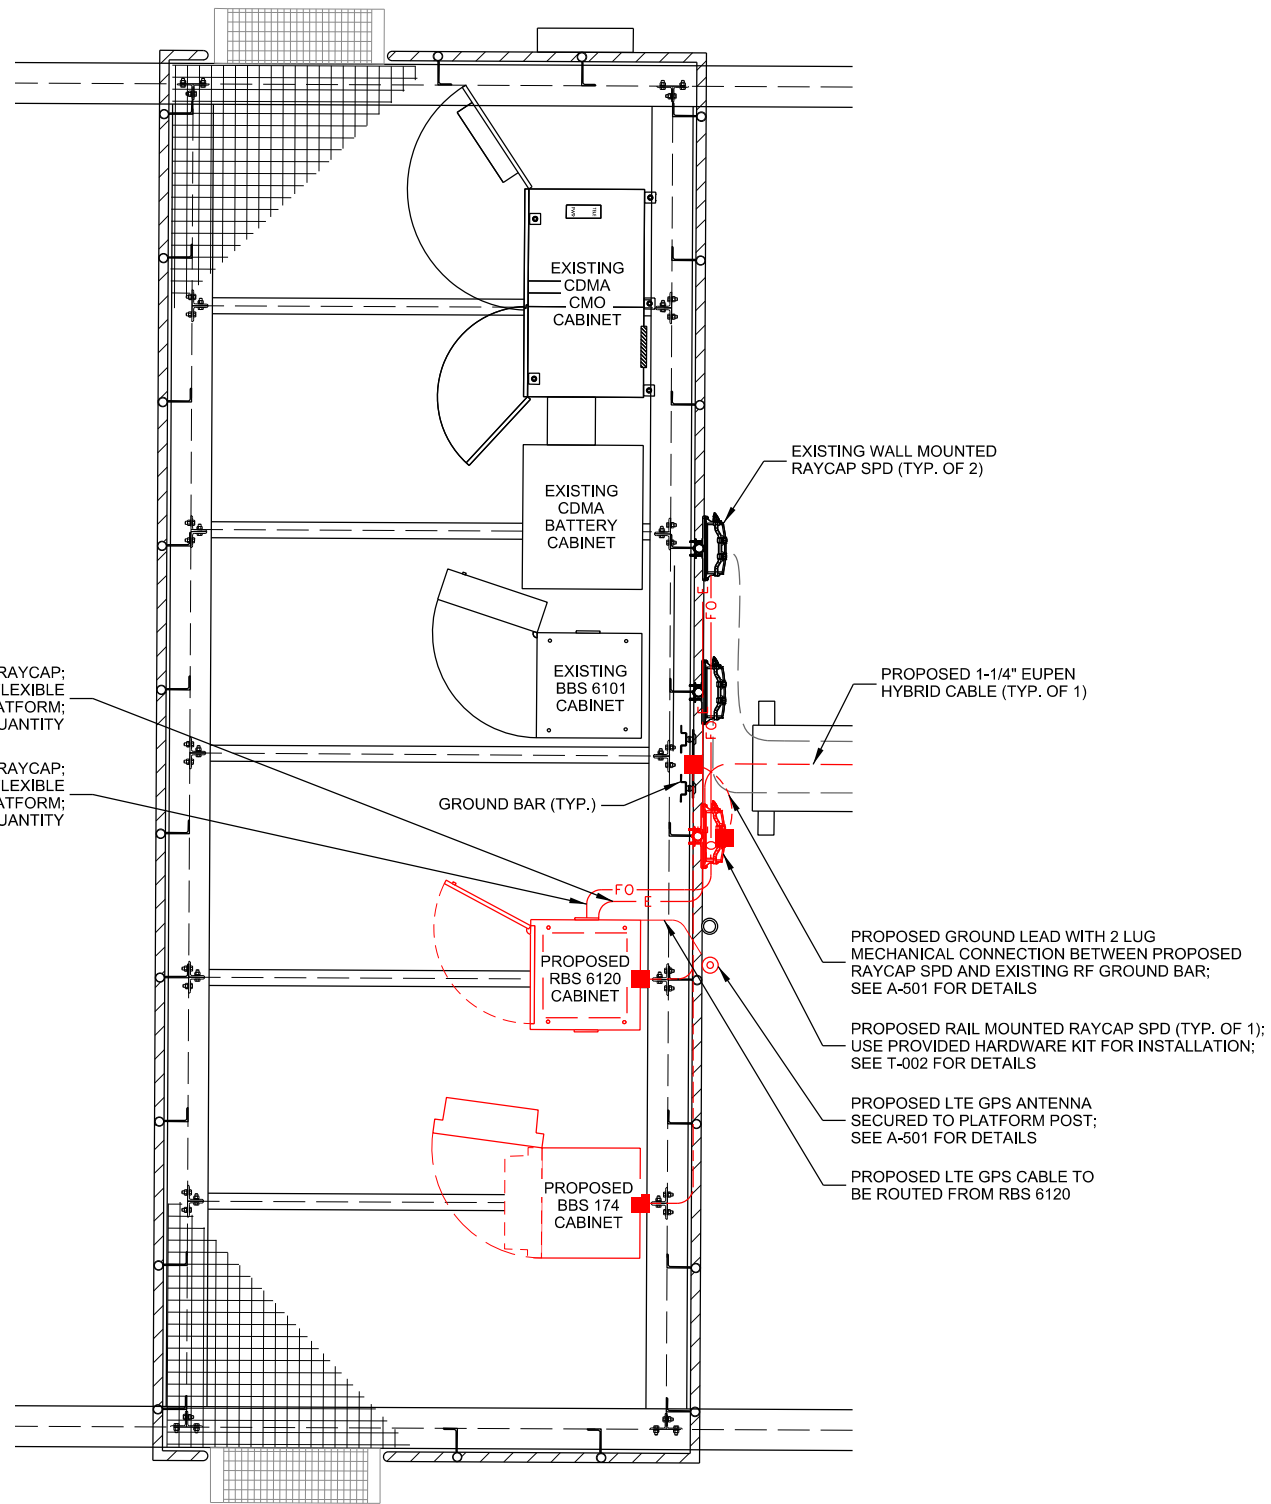 EXISTING
CDMA
CMO
CABINET
EXISTING
CDMA
BATTERY
CABINET
EXISTING WALL MOUNTED
RAYCAP SPD (TYP. OF 2)
E
FO
EXISTING
BBS 6101
CABINET
RAYCAP;
LEXIBLE
ATFORM;
QUANTITY
PROPOSED 1-1/4" EUPEN
HYBRID CABLE (TYP. OF 1)
FO
RAYCAP;
LEXIBLE
ATFORM;
QUANTITY
GROUND BAR (TYP.)
FO
E
PROPOSED
RBS 6120
CABINET
PROPOSED GROUND LEAD WITH 2 LUG
MECHANICAL CONNECTION BETWEEN PROPOSED
RAYCAP SPD AND EXISTING RF GROUND BAR;
SEE A-501 FOR DETAILS
PROPOSED RAIL MOUNTED RAYCAP SPD (TYP. OF 1);
USE PROVIDED HARDWARE KIT FOR INSTALLATION;
SEE T-002 FOR DETAILS
PROPOSED LTE GPS ANTENNA
SECURED TO PLATFORM POST;
SEE A-501 FOR DETAILS
PROPOSED LTE GPS CABLE TO
BE ROUTED FROM RBS 6120
PROPOSED
BBS 174
CABINET